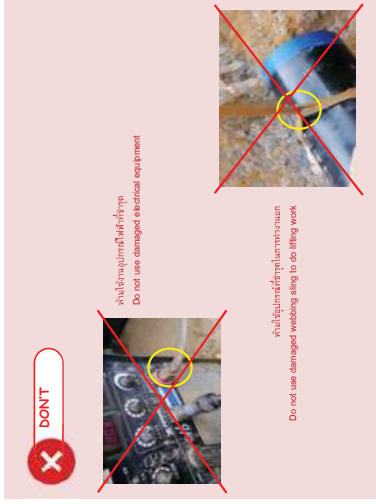 DON'T
ห้ามใช้งานอุปกรณ์ไฟฟ้าที่ชำรุด
Do not use damaged electrical equipment
ห้ามใช้อุปกรณ์ที่ชำรุดในการทำงานยก
Do not use damaged webbing sling to do lifting work